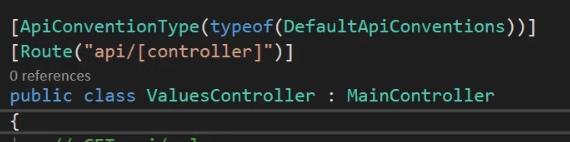 [ApiConventionType(typeof(DefaultApiConventions))]
[Route("api/[controller]")]
0 references
public class ValuesController : MainController
{